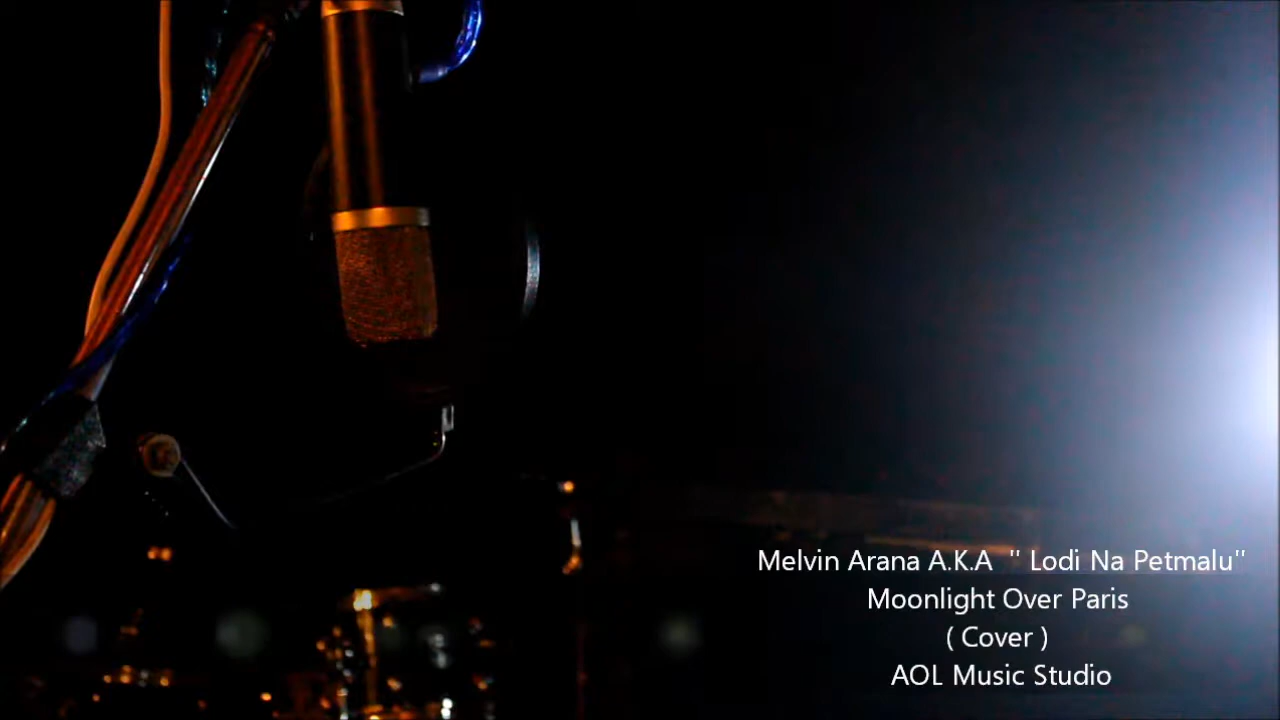 Melvin Arana A.K.A '' Lodi Na Petmalu''
Moonlight Over Paris
( Cover )
AOL Music Studio